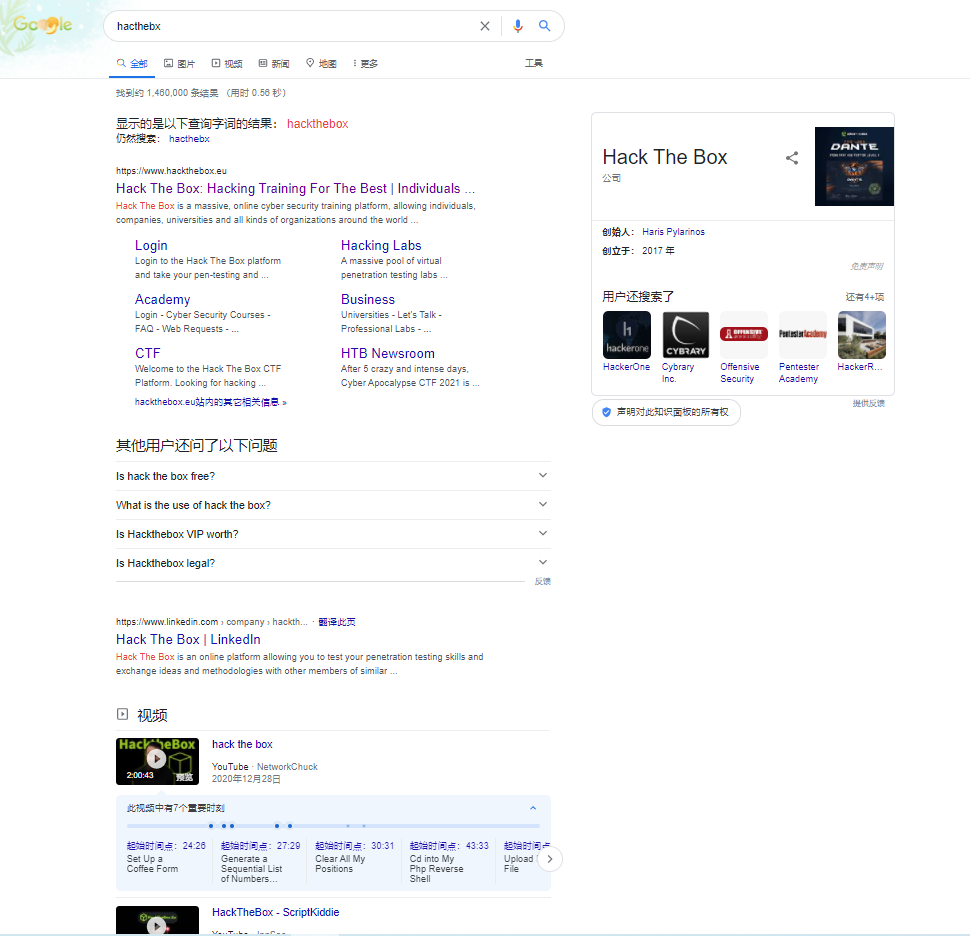 Google
hacthebx
全部 图片 视频 新闻 地图 更多 工具
找到约 1,460,000 条结果 （用时 0.56 秒）
显示的是以下查询字词的结果： hackthebox
仍然搜索： hacthebx
https://www.hackthebox.eu
Hack The Box: Hacking Training For The Best | Individuals ...
Hack The Box is a massive, online cyber security training platform, allowing individuals,
companies, universities and all kinds of organizations around the world ...
Login
Login to the Hack The Box platform
and take your pen-testing and ...
Hacking Labs
A massive pool of virtual
penetration testing labs ...
Academy
Login - Cyber Security Courses -
FAQ - Web Requests - ...
Business
Universities - Let's Talk -
Professional Labs - ...
CTF
Welcome to the Hack The Box CTF
Platform. Looking for hacking ...
HTB Newsroom
After 5 crazy and intense days,
Cyber Apocalypse CTF 2021 is ...
hackthebox.eu站内的其它相关信息 »
其他用户还问了以下问题
Is hack the box free?
What is the use of hack the box?
Is Hackthebox VIP worth?
Is Hackthebox legal?
反馈
https://www.linkedin.com › company › hackth... · 翻译此页
Hack The Box | LinkedIn
Hack The Box is an online platform allowing you to test your penetration testing skills and
exchange ideas and methodologies with other members of similar ...
视频
HackTheBox
2:00:43
预览
hack the box
YouTube · NetworkChuck
2020年12月28日
此视频中有7个重要时刻
起始时间点： 24:26
Set Up a
Coffee Form
起始时间点： 27:29
Generate a
Sequential List
of Numbers...
起始时间点： 30:31
Clear All My
Positions
起始时间点： 43:33
Cd into My
Php Reverse
Shell
起始时间点
Upload
File
HackTheBox - ScriptKiddie
YouTube · IppSec
Hack The Box
公司
DANTE
创始人： Haris Pylarinos
创立于： 2017 年
免责声明
用户还搜索了
还有4+项
hackerone
CYBRARY
OFFENSIVE
PentesterAcademy
HackerOne
Cybrary
Inc.
Offensive
Security
Pentester
Academy
HackerR...
提供反馈
声明对此知识面板的所有权